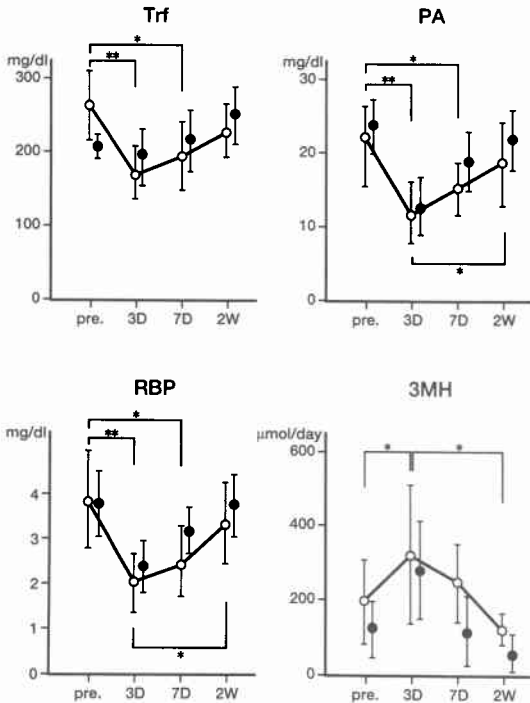 Trf
mg/dl
*
**
300
200
100
0
pre. 3D 7D 2W
PA
mg/dl
*
**
30
20
10
0
*
pre. 3D 7D 2W
RBP
mg/dl
*
**
4
3
2
1
0
*
pre. 3D 7D 2W
3MH
μmol/day
600
* *
400
200
0
pre. 3D 7D 2W